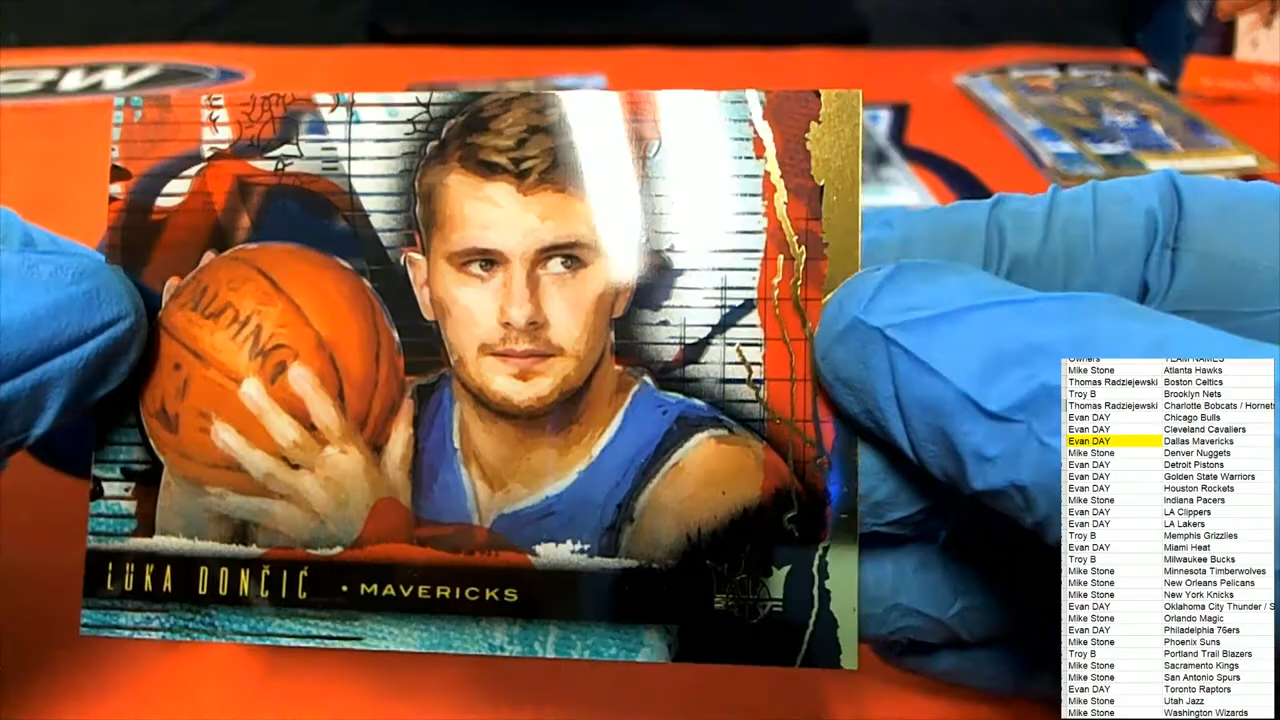 SPALDING
LUKA DONČIĆ • MAVERICKS
Owners TEAM NAMES
Mike Stone Atlanta Hawks
Thomas Radziejewski Boston Celtics
Troy B Brooklyn Nets
Thomas Radziejewski Charlotte Bobcats / Hornets
Evan DAY Chicago Bulls
Evan DAY Cleveland Cavaliers
Evan DAY Dallas Mavericks
Mike Stone Denver Nuggets
Evan DAY Detroit Pistons
Evan DAY Golden State Warriors
Evan DAY Houston Rockets
Mike Stone Indiana Pacers
Evan DAY LA Clippers
Evan DAY LA Lakers
Troy B Memphis Grizzlies
Evan DAY Miami Heat
Troy B Milwaukee Bucks
Mike Stone Minnesota Timberwolves
Mike Stone New Orleans Pelicans
Mike Stone New York Knicks
Evan DAY Oklahoma City Thunder / S
Mike Stone Orlando Magic
Evan DAY Philadelphia 76ers
Mike Stone Phoenix Suns
Troy B Portland Trail Blazers
Mike Stone Sacramento Kings
Mike Stone San Antonio Spurs
Evan DAY Toronto Raptors
Mike Stone Utah Jazz
Mike Stone Washington Wizards